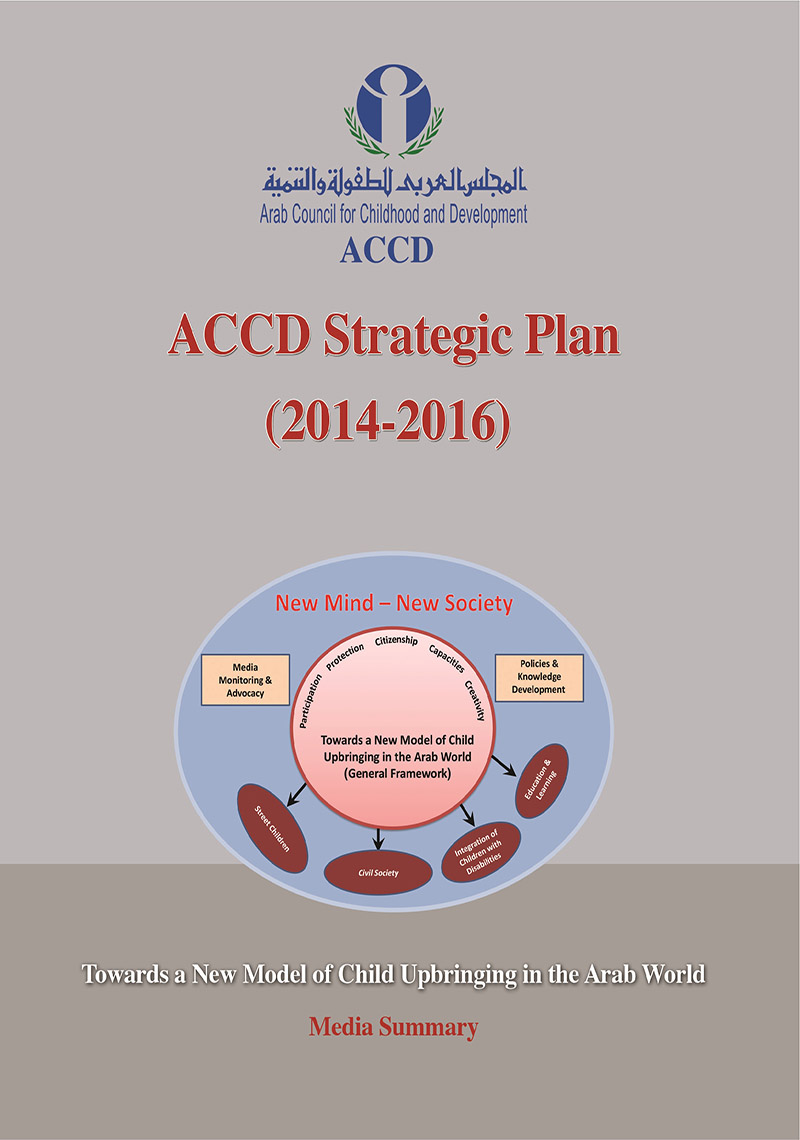 المجلس العربى للطفولة والتنمية
Arab Council for Childhood and Development
ACCD
ACCD Strategic Plan
(2014-2016)
New Mind – New Society
Media
Monitoring &
Advocacy
Participation
Protection
Citizenship
Capacities
Creativity
Policies &
Knowledge
Development
Towards a New Model of Child
Upbringing in the Arab World
(General Framework)
Street Children
Civil Society
Integration of
Children with
Disabilities
Education &
Learning
Towards a New Model of Child Upbringing in the Arab World
Media Summary